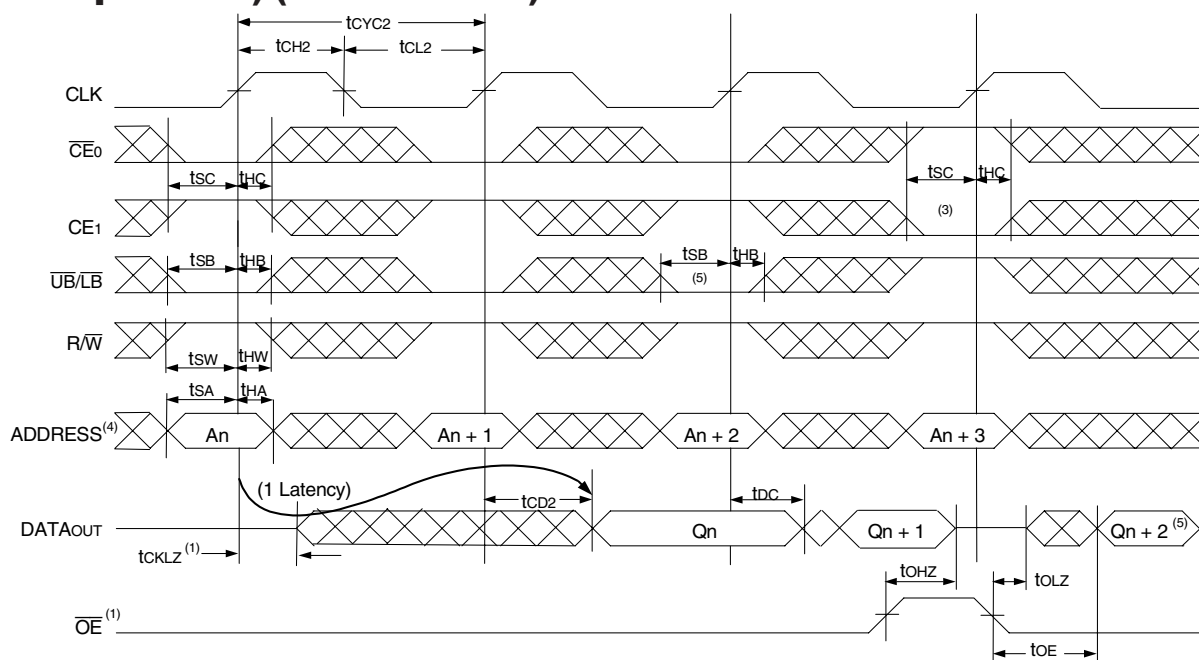 tCYC2
tCH2 tCL2
CLK
CE0
tSC tHC tSC tHC
(3)
CE1
tSB tHB tSB tHB
UB/LB (5)
R/W
tSW tHW
tSA tHA
ADDRESS(4) An An + 1 An + 2 An + 3
(1 Latency) tCD2 tDC
DATAOUT Qn Qn + 1 Qn + 2 (5)
tCKLZ (1)
tOHZ tOLZ
OE (1)
tOE